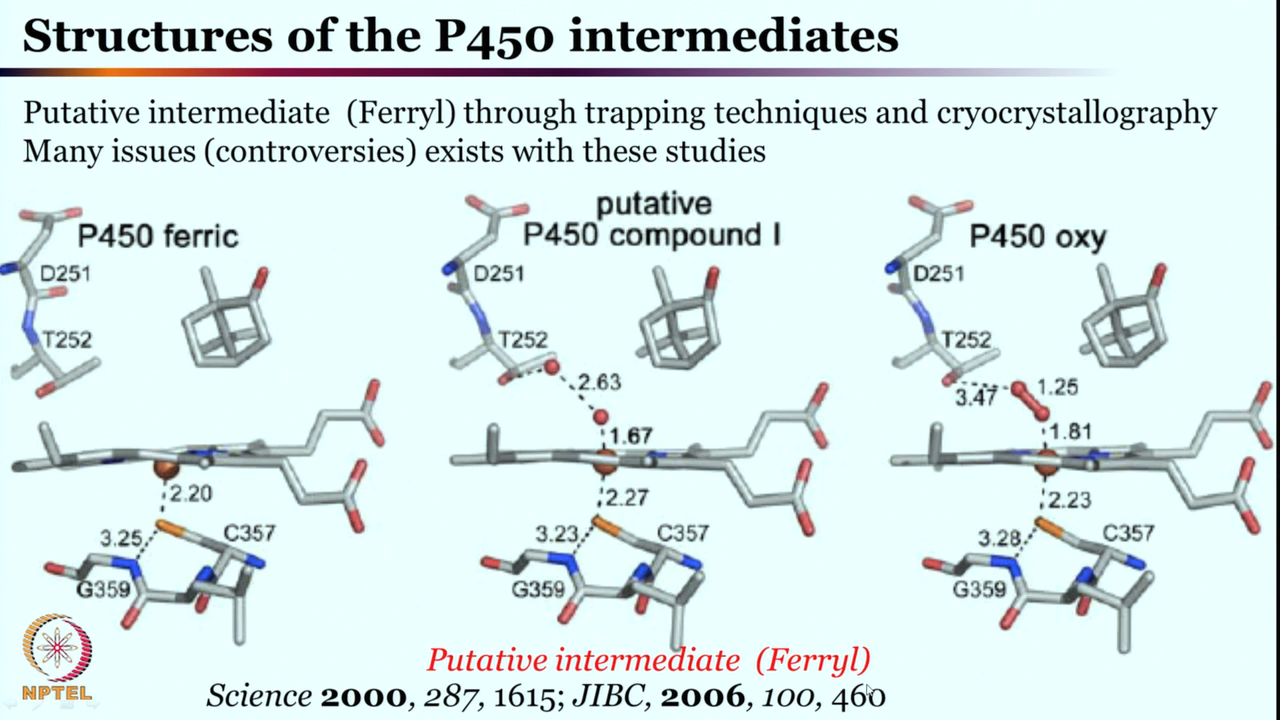 Structures of the P450 intermediates
Putative intermediate (Ferryl) through trapping techniques and cryocrystallography
Many issues (controversies) exists with these studies
P450 ferric
D251
T252
2.20
3.25
C357
G359
putative
P450 compound I
D251
T252
2.63
1.67
2.27
3.23
C357
G359
P450 oxy
D251
T252
3.47
1.25
1.81
2.23
3.28
C357
G359
Putative intermediate (Ferryl)
Science 2000, 287, 1615; JIBC, 2006, 100, 460
NPTEL